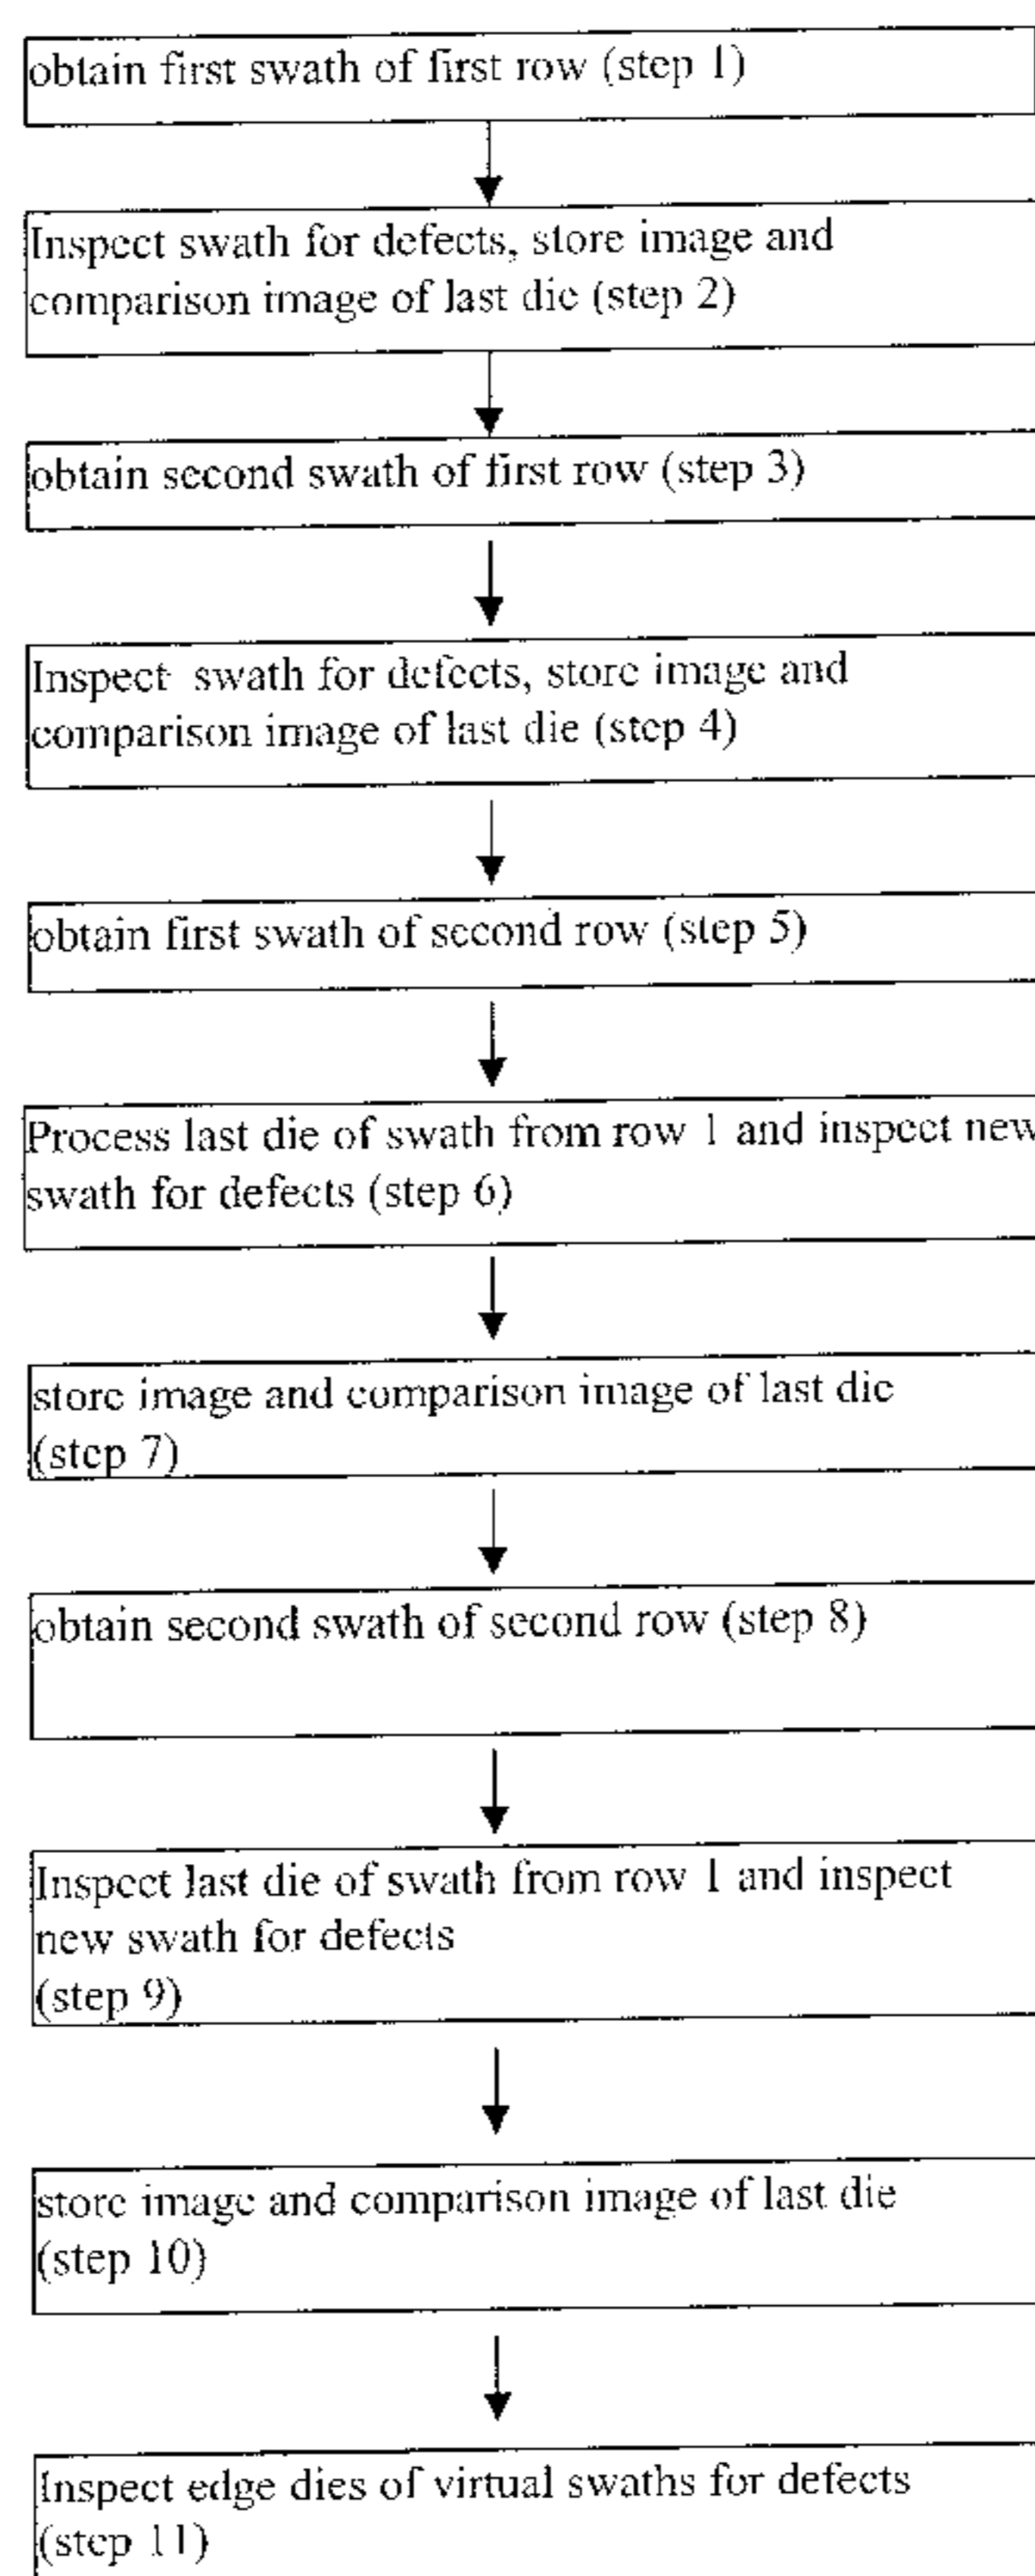 obtain first swath of first row (step 1)
Inspect swath for defects, store image and
comparison image of last die (step 2)
obtain second swath of first row (step 3)
Inspect swath for defects, store image and
comparison image of last die (step 4)
obtain first swath of second row (step 5)
Process last die of swath from row 1 and inspect new
swath for defects (step 6)
store image and comparison image of last die
(step 7)
obtain second swath of second row (step 8)
Inspect last die of swath from row 1 and inspect
new swath for defects
(step 9)
store image and comparison image of last die
(step 10)
Inspect edge dies of virtual swaths for defects
(step 11)